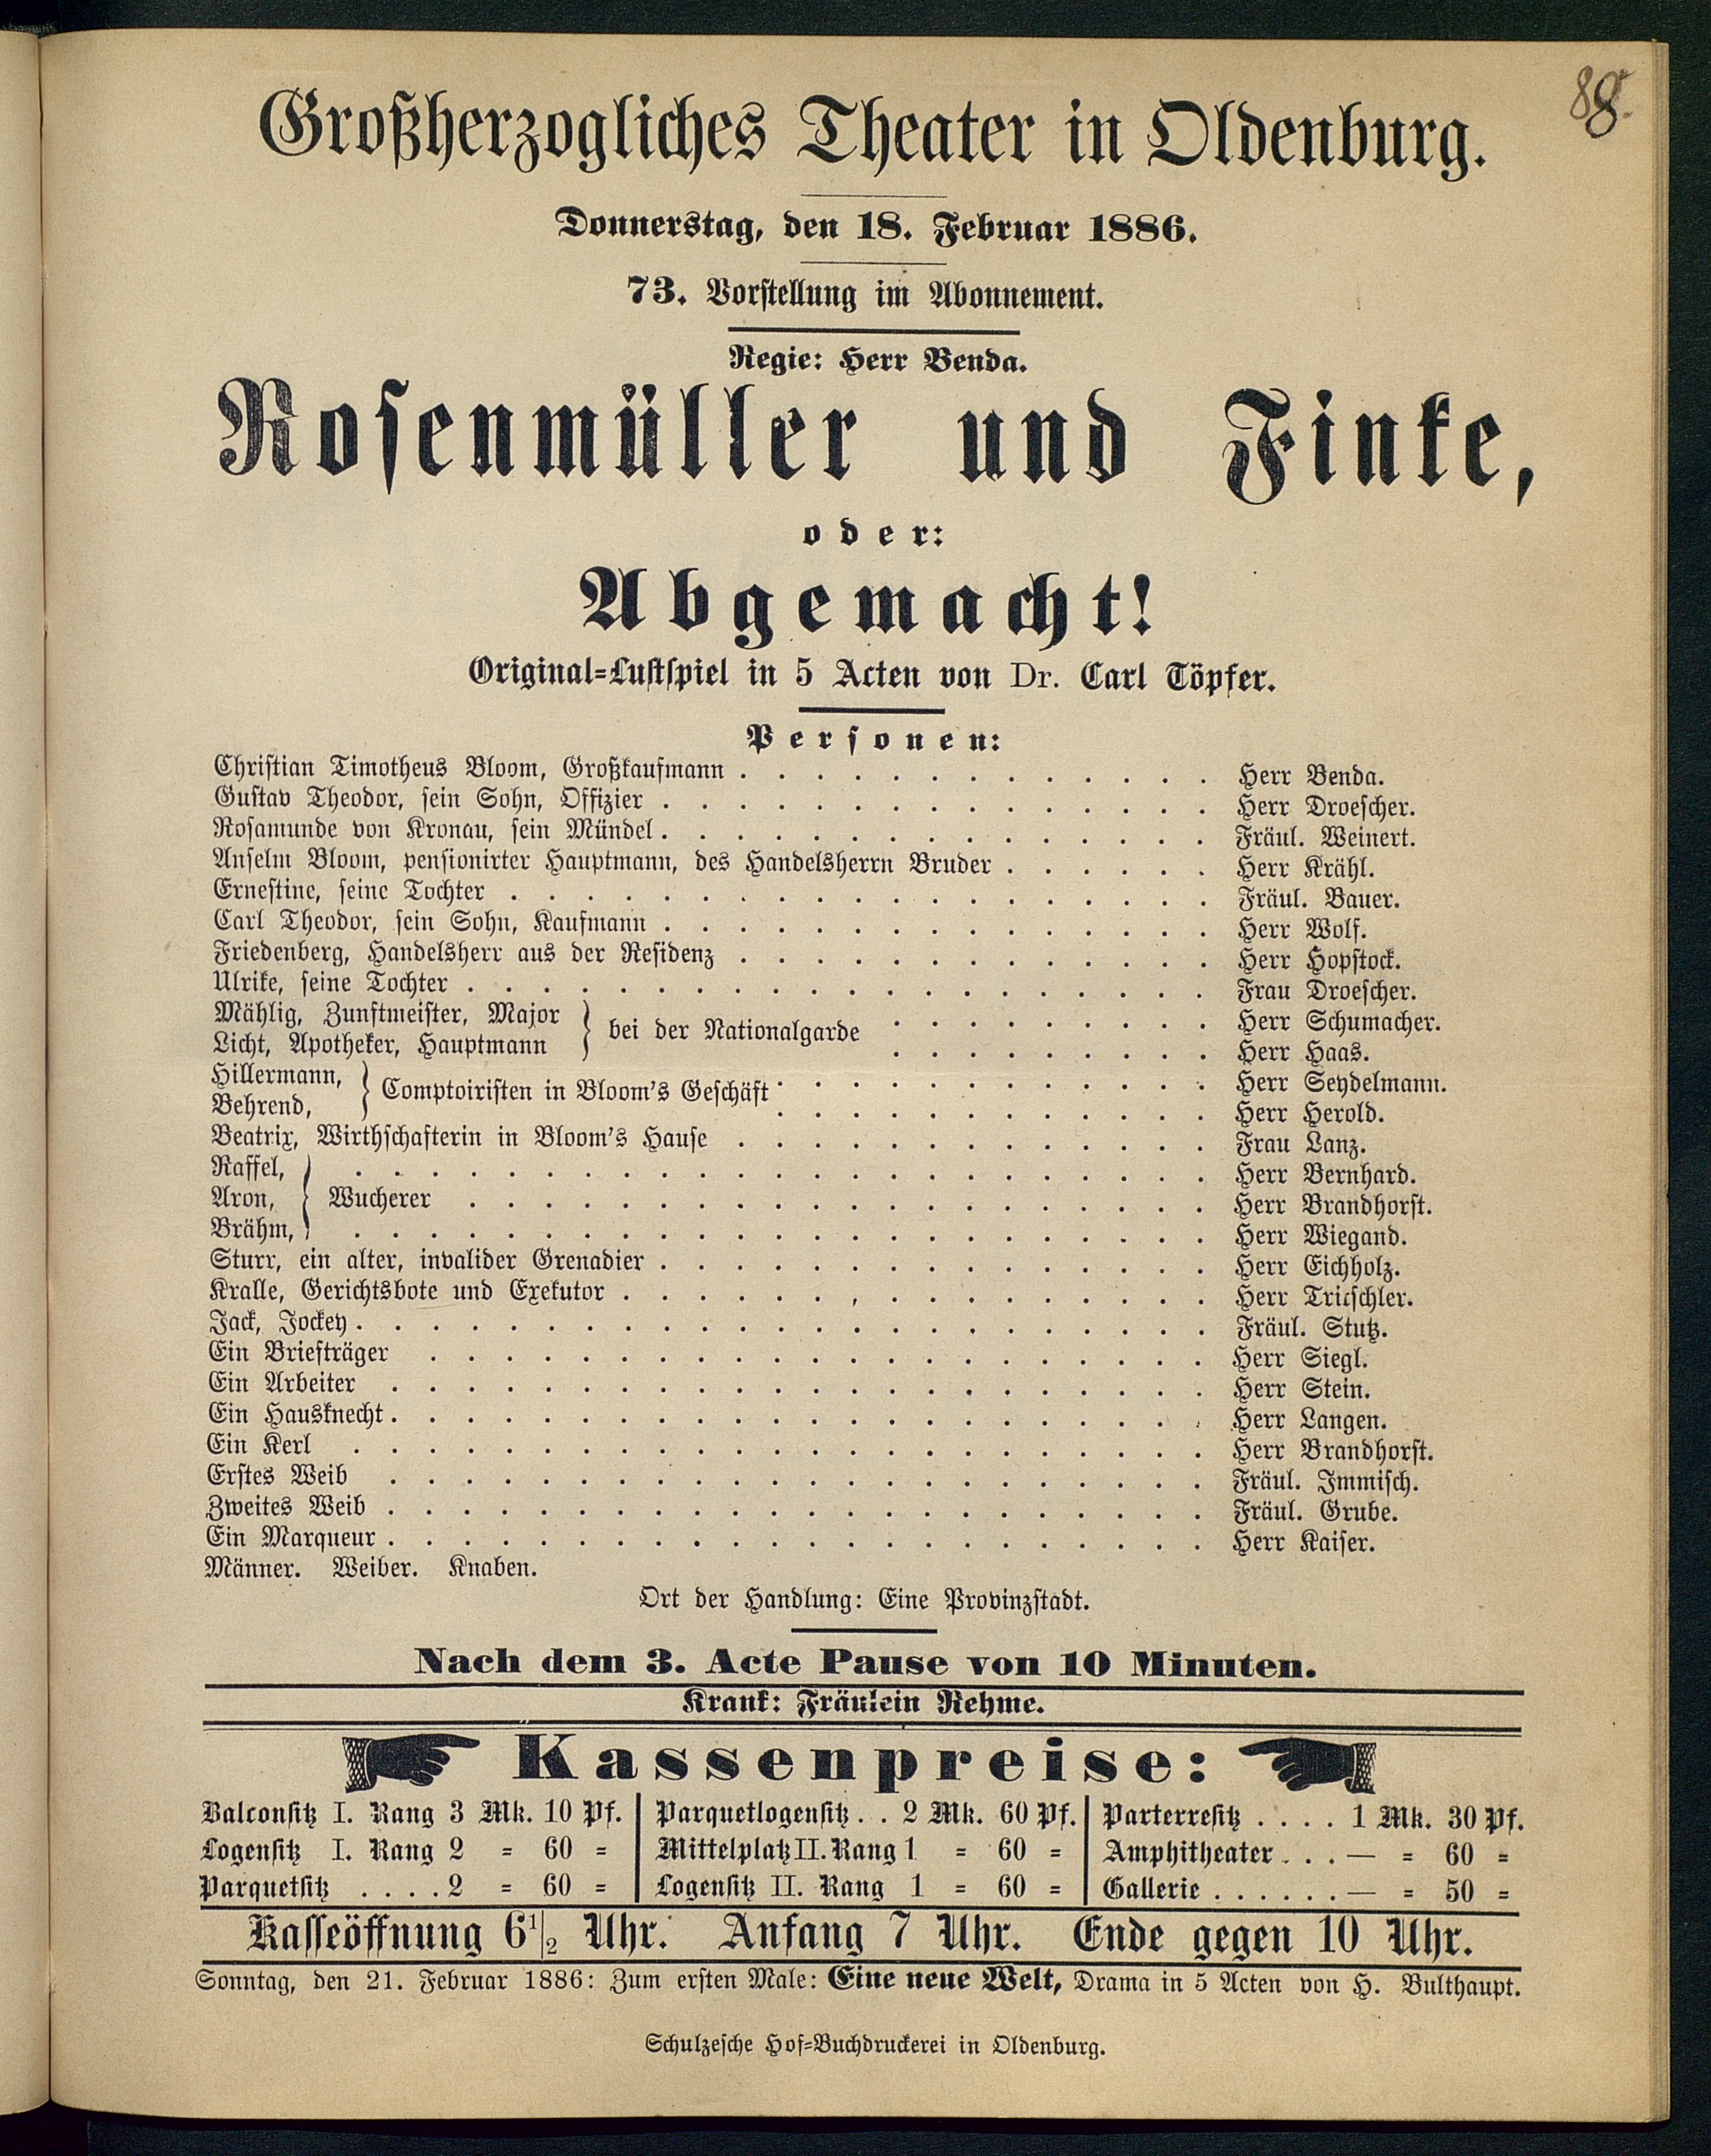 88.
Großherzogliches Theater in Oldenburg.
Donnerstag, den 18. Februar 1886.
73. Vorstellung im Abonnement.
Regie: Herr Benda.
Rosenmüller und Finke,
oder:
Abgemacht!
Original-Lustspiel in 5 Acten von Dr. Carl Töpfer.
Personen:
Christian Timotheus Bloom, Großkaufmann . . . . . . . . . . . . . Herr Benda.
Gustav Theodor, sein Sohn, Offizier . . . . . . . . . . . . . . . Herr Droescher.
Rosamunde von Kronau, sein Mündel . . . . . . . . . . . . . . . Fräul. Weinert.
Anselm Bloom, pensionirter Hauptmann, des Handelsherrn Bruder . . . . . . Herr Krähl.
Ernestine, seine Tochter . . . . . . . . . . . . . . . . . . . Fräul. Bauer.
Carl Theodor, sein Sohn, Kaufmann . . . . . . . . . . . . . . . Herr Wolf.
Friedenberg, Handelsherr aus der Residenz . . . . . . . . . . . . . Herr Hopstock.
Ulrike, seine Tochter . . . . . . . . . . . . . . . . . . . . Frau Droescher.
Mählig, Zunftmeister, Major } bei der Nationalgarde . . . . . . . . . Herr Schumacher.
Licht, Apotheker, Hauptmann . . . . . . . . . Herr Haas.
Hillermann, } Comptoiristen in Bloom's Geschäft . . . . . . . . . . . . Herr Seydelmann.
Behrend, . . . . . . . . . . . . Herr Herold.
Beatrix, Wirthschafterin in Bloom's Hause . . . . . . . . . . . . . Frau Lanz.
Raffel, . . . . . . . . . . . . . . . . . . . . . . . Herr Bernhard.
Aron, } Wucherer . . . . . . . . . . . . . . . . . . . . Herr Brandhorst.
Brähm, . . . . . . . . . . . . . . . . . . . . . . . Herr Wiegand.
Sturr, ein alter, invalider Grenadier . . . . . . . . . . . . . . . Herr Eichholz.
Kralle, Gerichtsbote und Exekutor . . . . . . . . . . . . . . . . Herr Tritschler.
Jack, Jockey . . . . . . . . . . . . . . . . . . . . . . . Fräul. Stutz.
Ein Briefträger . . . . . . . . . . . . . . . . . . . . . Herr Siegl.
Ein Arbeiter . . . . . . . . . . . . . . . . . . . . . . Herr Stein.
Ein Hausknecht . . . . . . . . . . . . . . . . . . . . . . Herr Langen.
Ein Kerl . . . . . . . . . . . . . . . . . . . . . . . Herr Brandhorst.
Erstes Weib . . . . . . . . . . . . . . . . . . . . . . Fräul. Immisch.
Zweites Weib . . . . . . . . . . . . . . . . . . . . . . Fräul. Grube.
Ein Marqueur . . . . . . . . . . . . . . . . . . . . . . Herr Kaiser.
Männer. Weiber. Knaben.
Ort der Handlung: Eine Provinzstadt.
Nach dem 3. Acte Pause von 10 Minuten.
Krank: Fräulein Rehme.
Kassenpreise:
Balconsitz I. Rang 3 Mk. 10 Pf. | Parquetlogensitz . . 2 Mk. 60 Pf. | Parterresitz . . . . 1 Mk. 30 Pf.
Logensitz I. Rang 2 = 60 = | Mittelplatz II. Rang 1 = 60 = | Amphitheater . . . — = 60 =
Parquetsitz . . . . 2 = 60 = | Logensitz II. Rang 1 = 60 = | Gallerie . . . . . . — = 50 =
Kasseöffnung 6 1/2 Uhr. Anfang 7 Uhr. Ende gegen 10 Uhr.
Sonntag, den 21. Februar 1886: Zum ersten Male: Eine neue Welt, Drama in 5 Acten von H. Bulthaupt.
Schulzesche Hof-Buchdruckerei in Oldenburg.